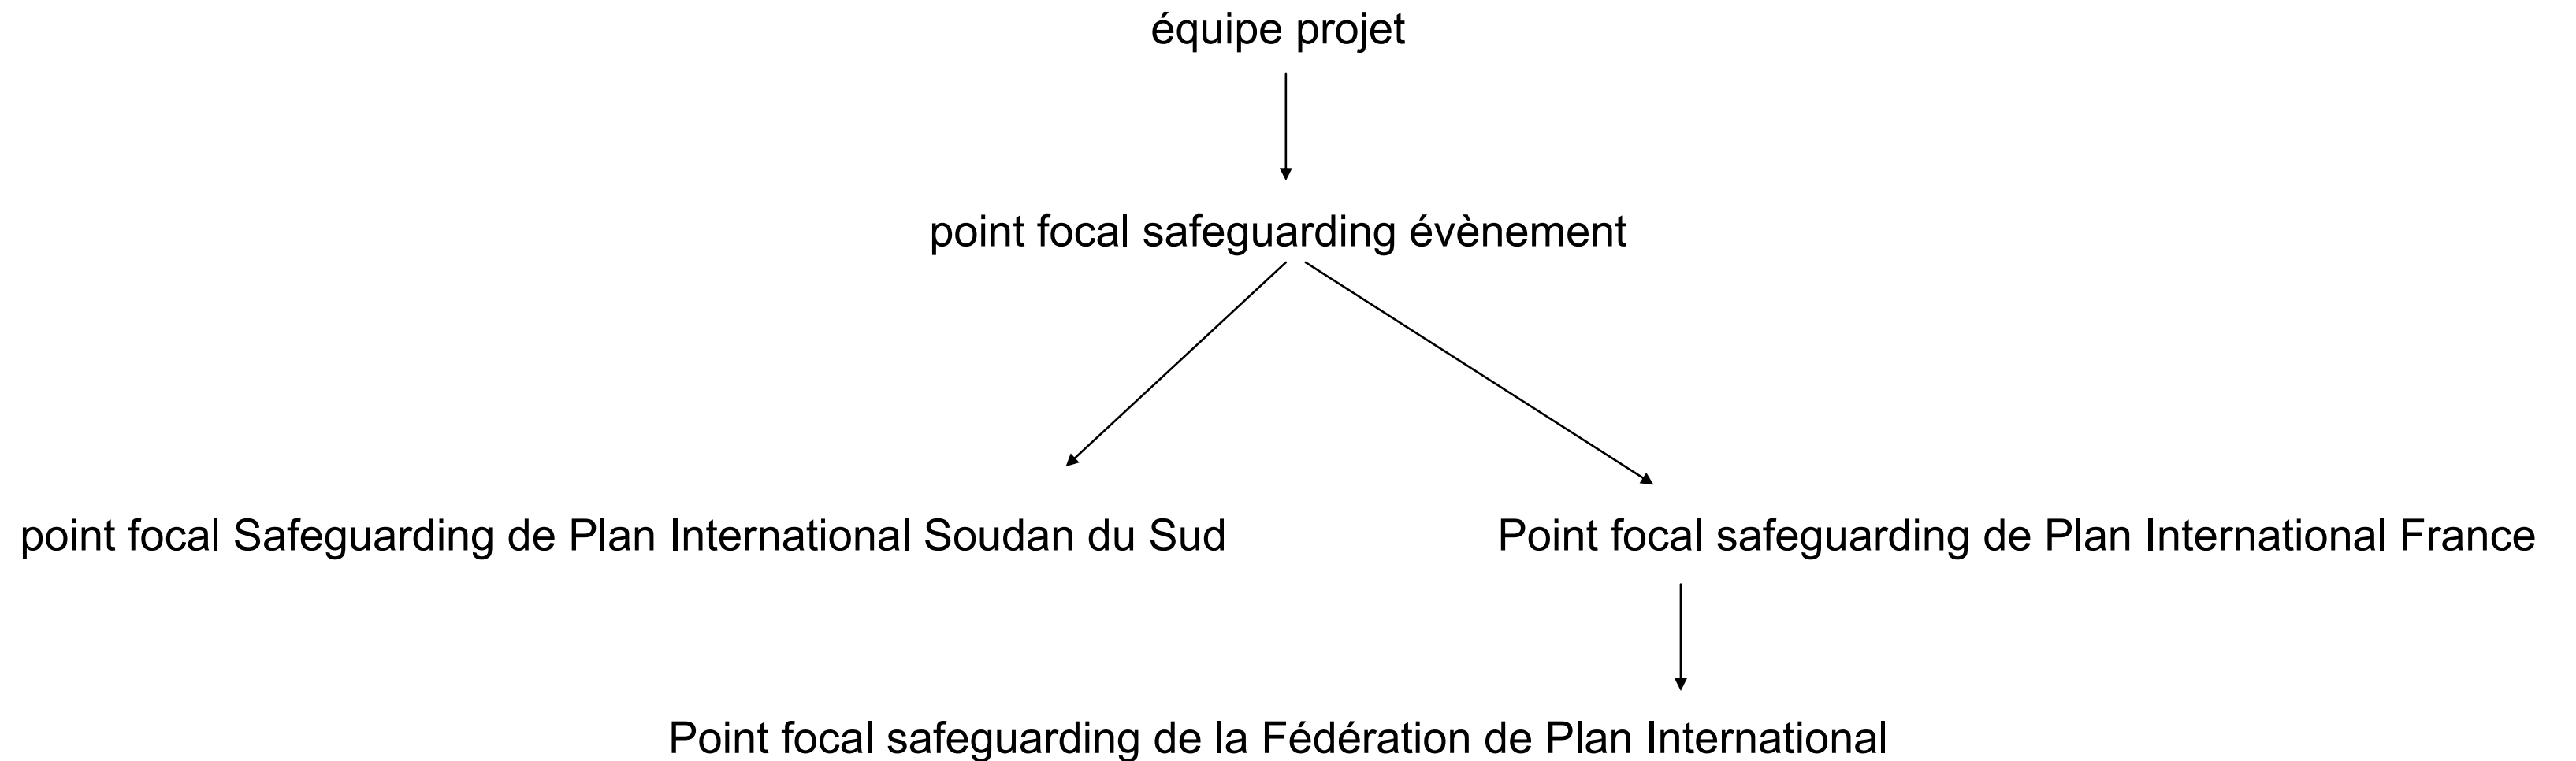 équipe projet
point focal safeguarding évènement
point focal Safeguarding de Plan International Soudan du Sud
Point focal safeguarding de Plan International France
Point focal safeguarding de la Fédération de Plan International